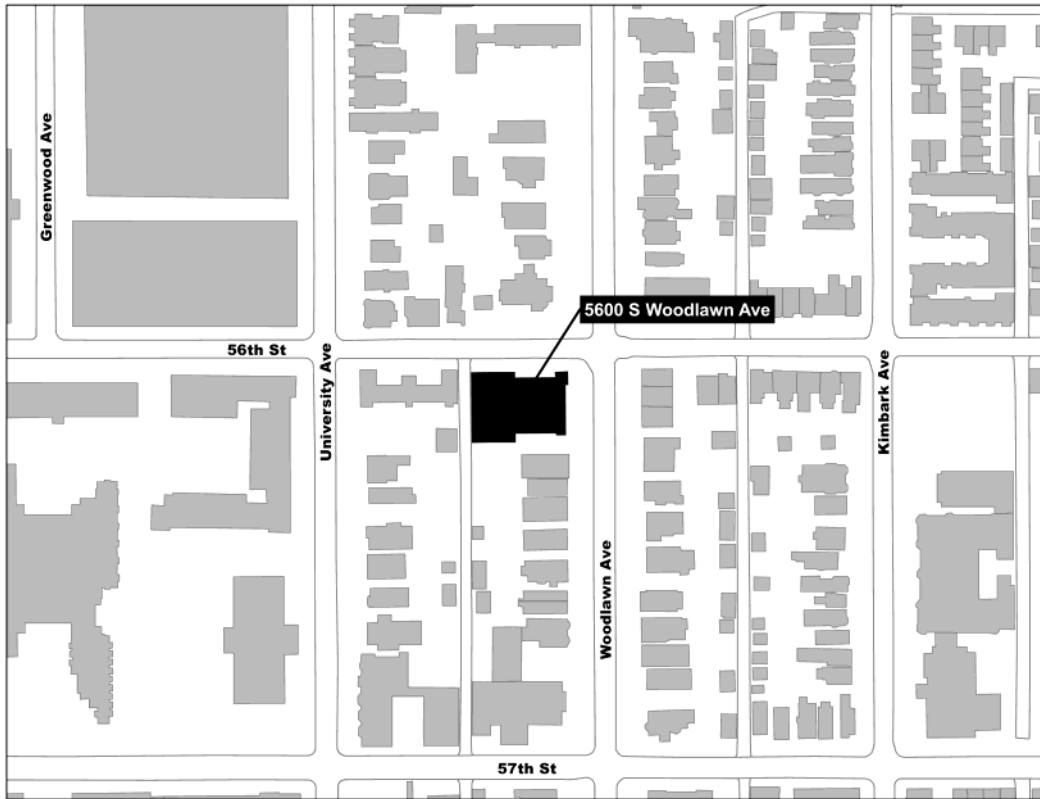 Greenwood Ave
5600 S Woodlawn Ave
56th St
University Ave
Kimbark Ave
Woodlawn Ave
57th St